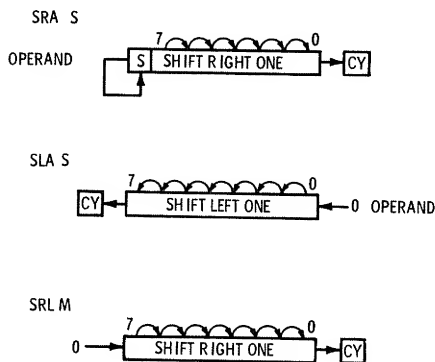 SRA S
7 0
OPERAND S SHIFT RIGHT ONE CY
SLA S
7 0
CY SHIFT LEFT ONE 0 OPERAND
SRL M
7 0
0 SHIFT RIGHT ONE CY